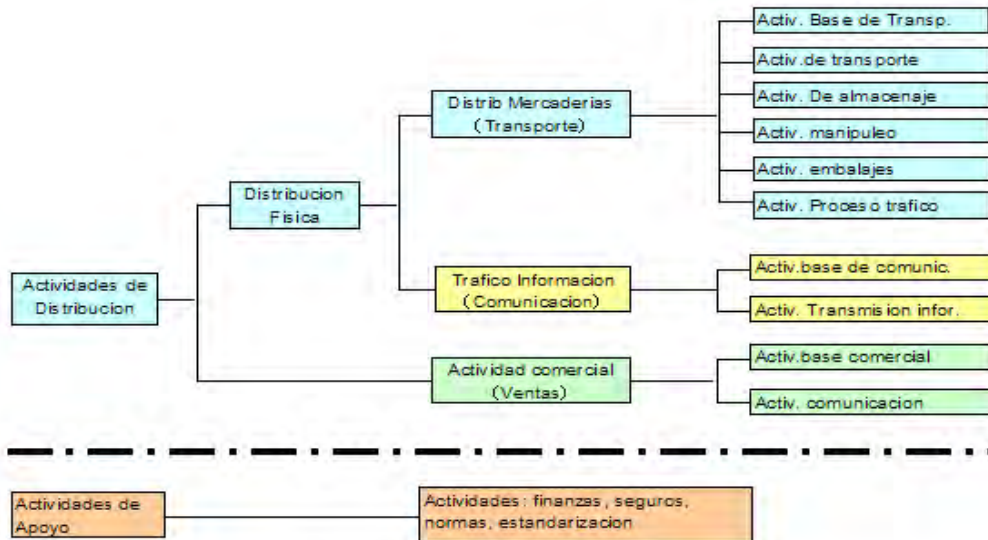 Activ. Base de Transp.
Activ.de transporte
Distrib Mercaderias
(Transporte)
Activ. De almacenaje
Activ. manipuleo
Activ. embalajes
Distribucion
Fisica
Activ. Proceso trafico
Trafico Informacion
(Comunicacion)
Activ.base de comunic.
Activ. Transmision infor.
Actividades de
Distribucion
Actividad comercial
(Ventas)
Activ.base comercial
Activ. comunicacion
Actividades de
Apoyo
Actividades: finanzas, seguros,
normas, estandarizacion